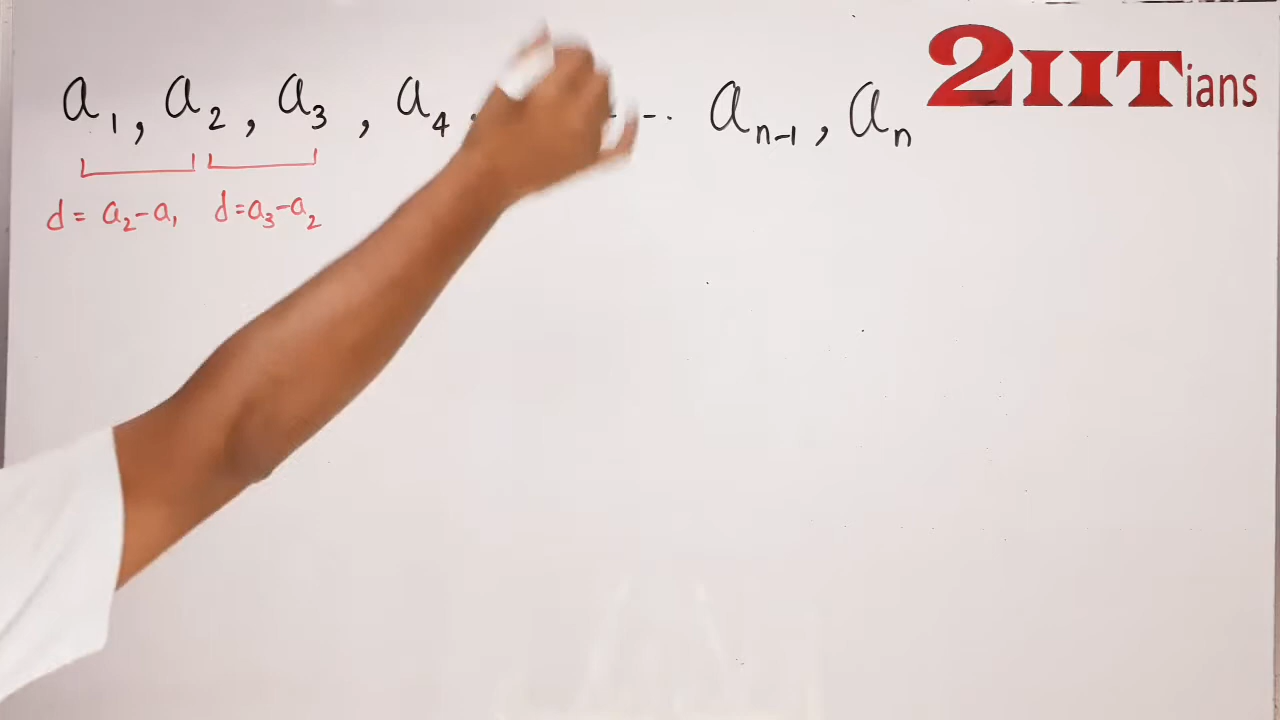 a₁, a₂, a₃, a₄ . - -.. aₙ₋₁, aₙ
2IITians
d = a₂-a₁ d=a₃-a₂